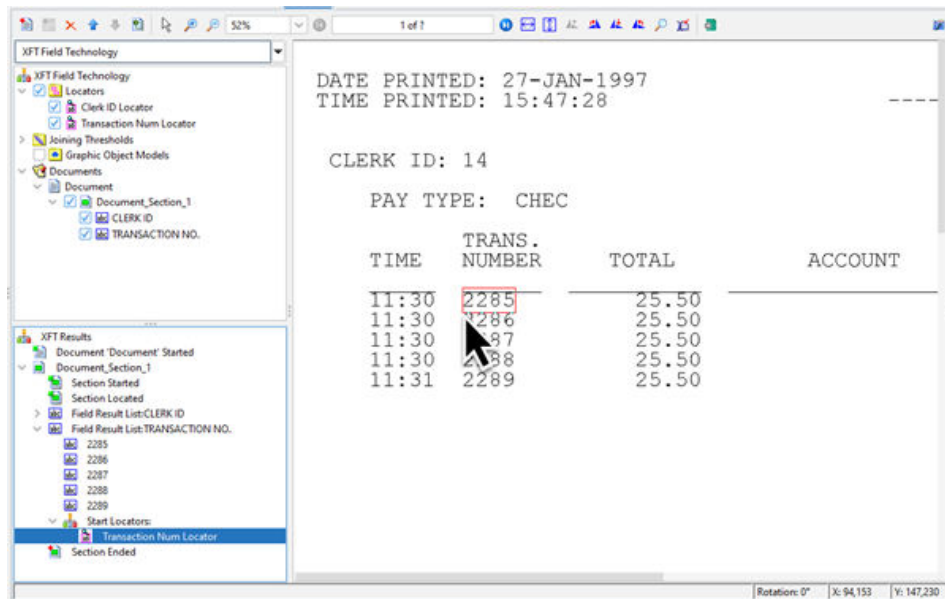 52%
1 of ?
XFT Field Technology
XFT Field Technology
Locators
Clerk ID Locator
Transaction Num Locator
Joining Thresholds
Graphic Object Models
Documents
Document
Document_Section_1
CLERK ID
TRANSACTION NO.
XFT Results
Document 'Document' Started
Document_Section_1
Section Started
Section Located
Field Result List:CLERK ID
Field Result List:TRANSACTION NO.
2285
2286
2287
2288
2289
Start Locators:
Transaction Num Locator
Section Ended
DATE PRINTED: 27-JAN-1997
TIME PRINTED: 15:47:28 ----
CLERK ID: 14
PAY TYPE: CHEC
TRANS.
TIME NUMBER TOTAL ACCOUNT
11:30 2285 25.50
11:30 2286 25.50
11:30 25.50
11:30 25.50
11:31 2289 25.50
Rotation: 0° X: 94,153 Y: 147,230